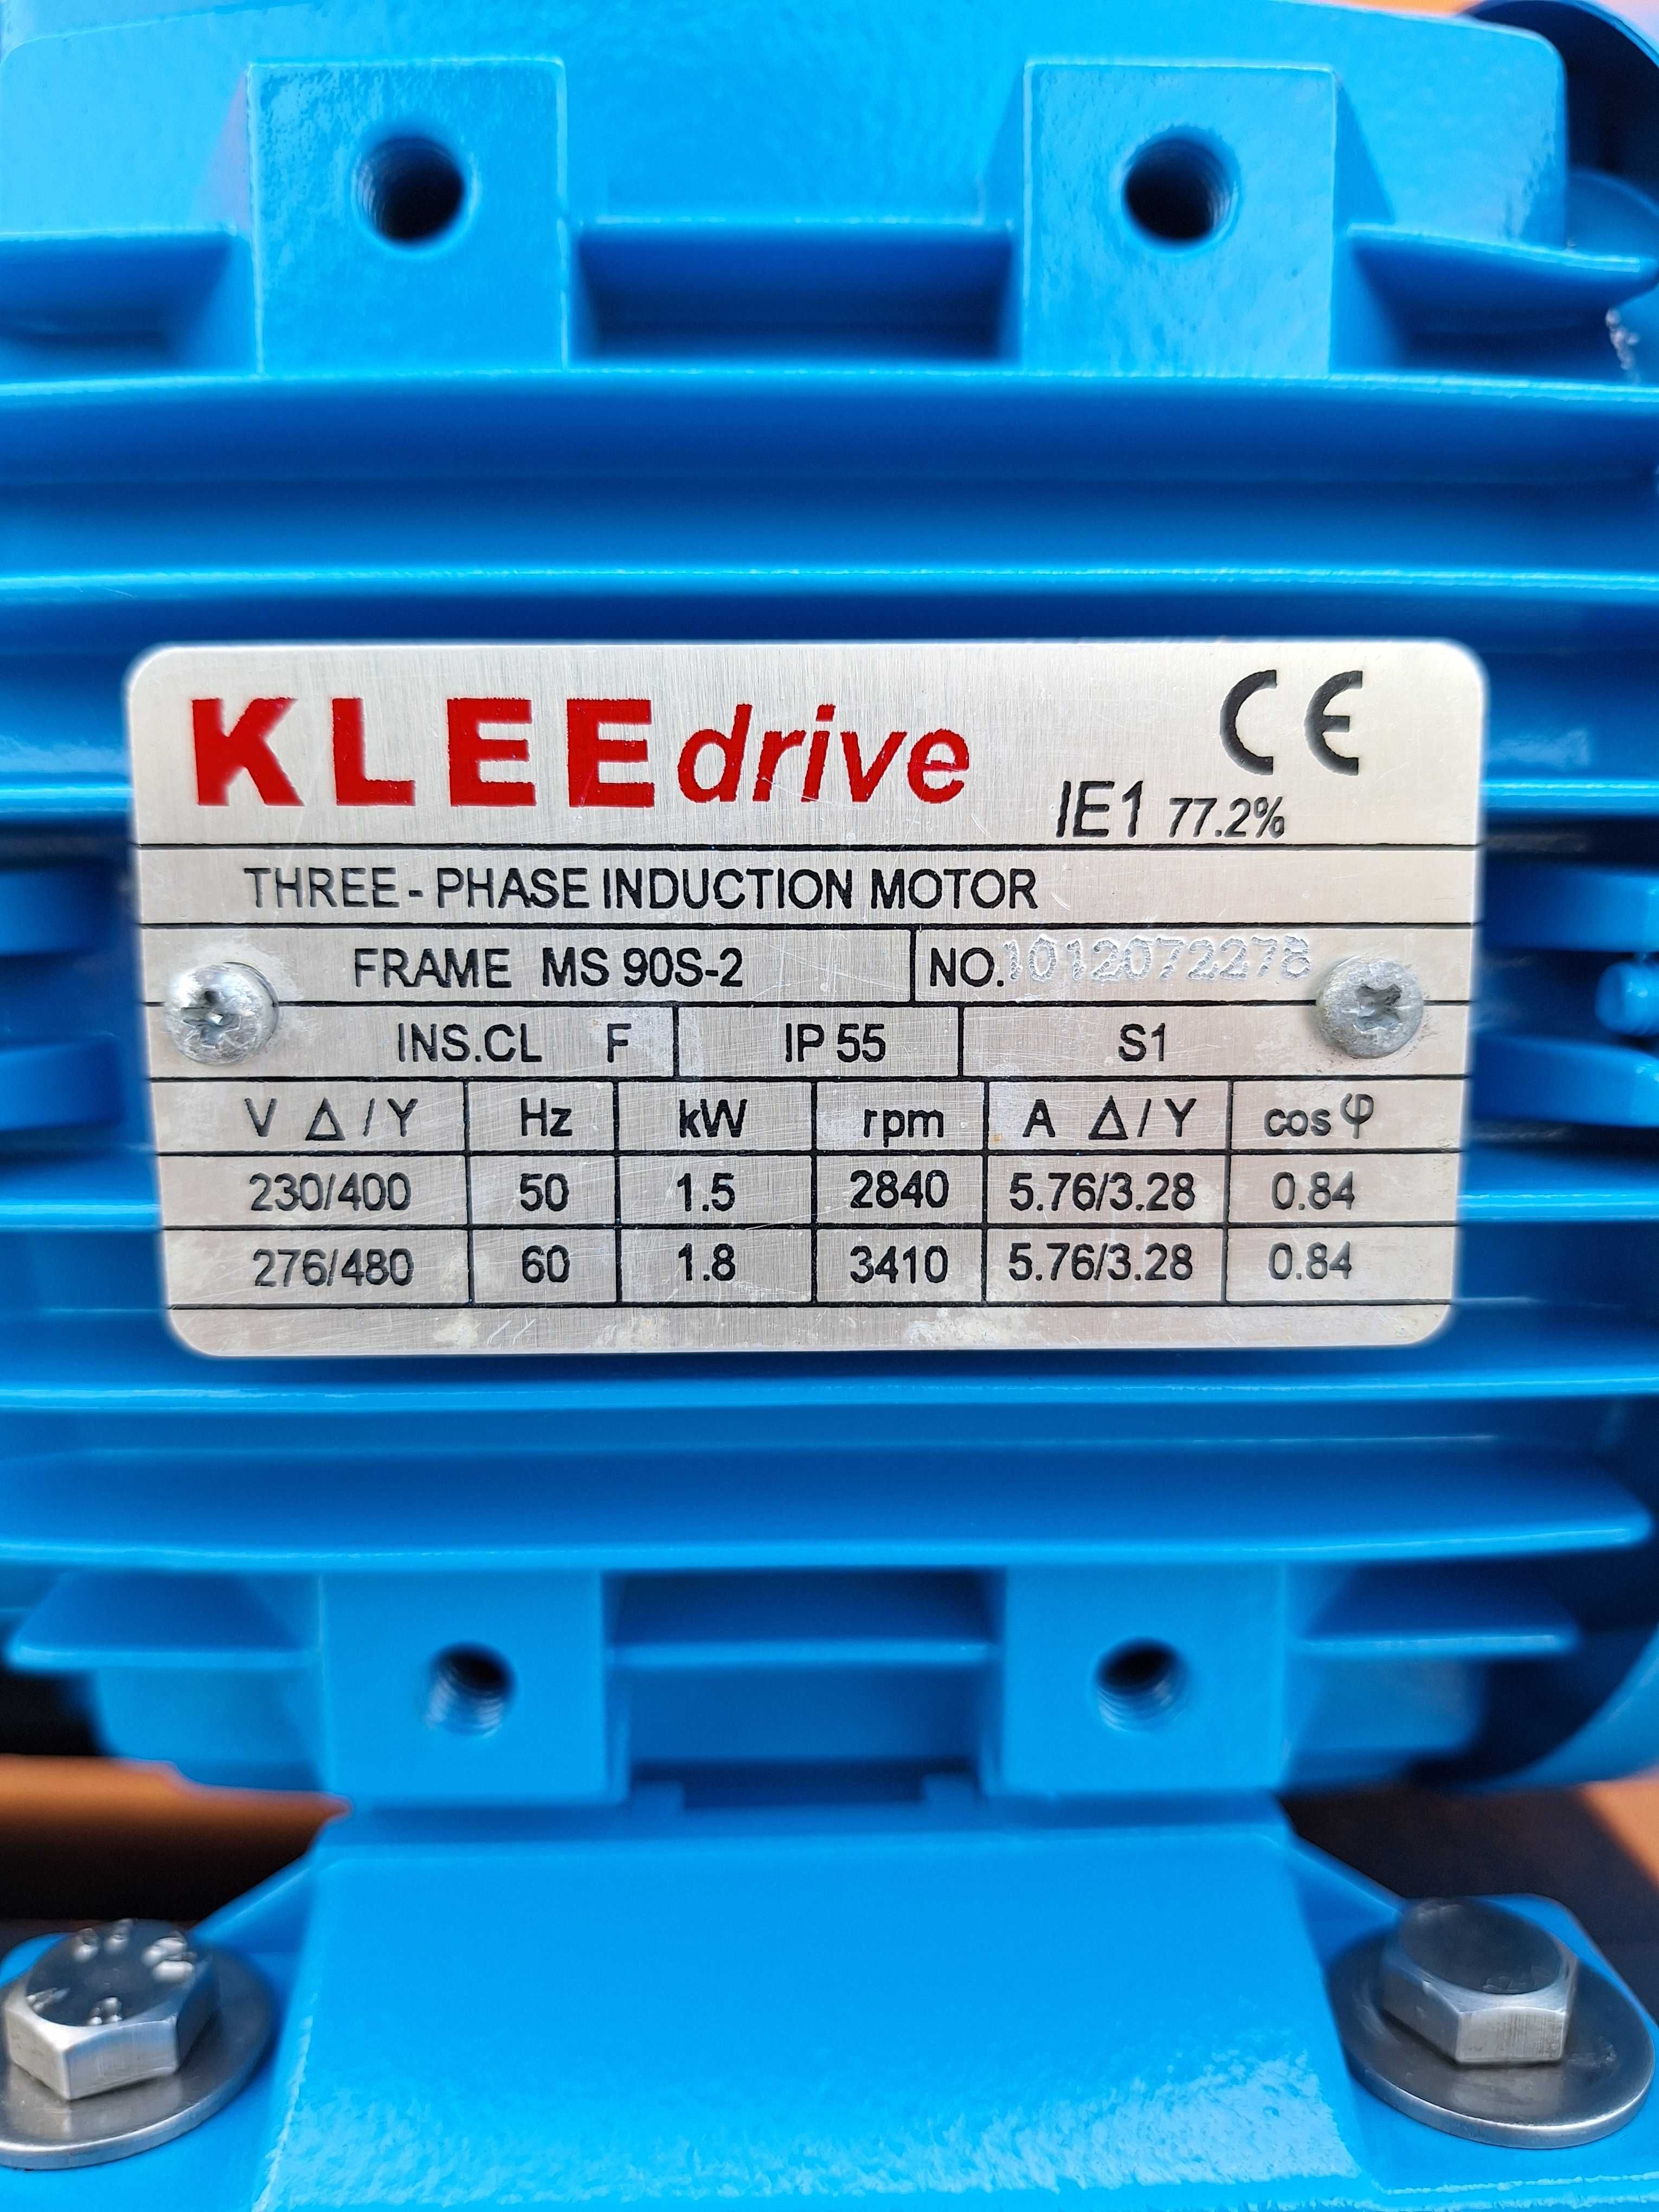 KLEEdrive
CE
IE1 77.2%
THREE-PHASE INDUCTION MOTOR
FRAME MS 90S-2 NO.1012072278
INS.CL F IP 55 S1
V Δ/Y Hz kW rpm A Δ/Y cos φ
230/400 50 1.5 2840 5.76/3.28 0.84
276/480 60 1.8 3410 5.76/3.28 0.84